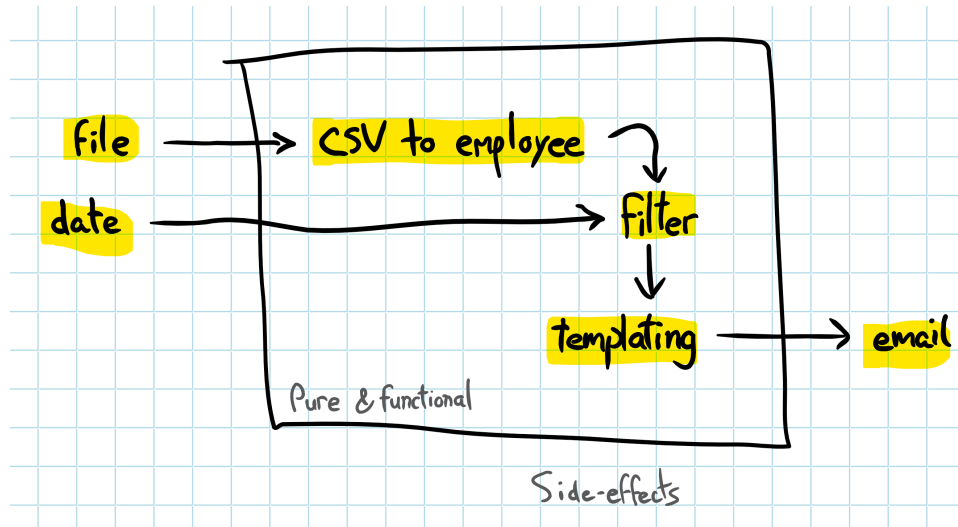 file
CSV to employee
date
filter
templating
email
Pure & functional
Side-effects